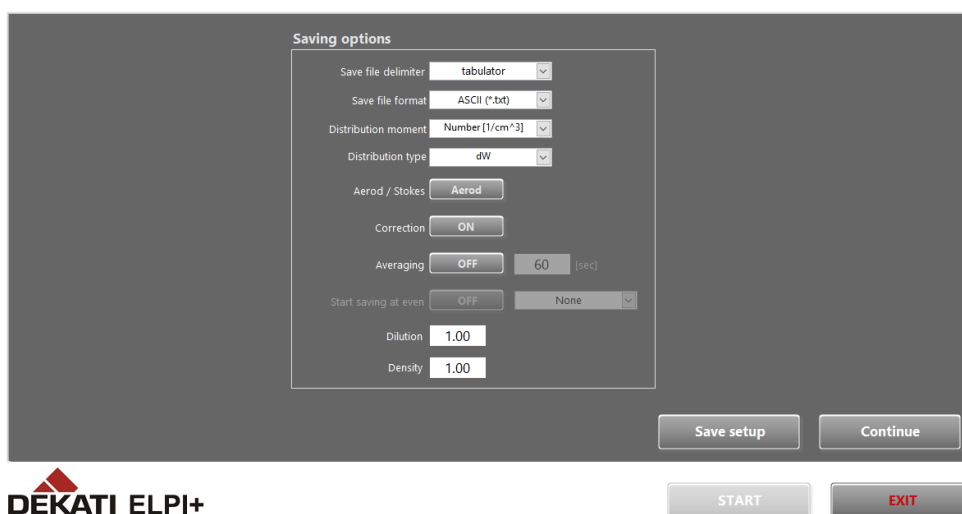 Saving options
Save file delimiter tabulator
Save file format ASCII (*.txt)
Distribution moment Number [1/cm^3]
Distribution type dW
Aerod / Stokes Aerod
Correction ON
Averaging OFF 60 [sec]
Start saving at even OFF None
Dilution 1.00
Density 1.00
Save setup Continue
DEKATI ELPI+ START EXIT